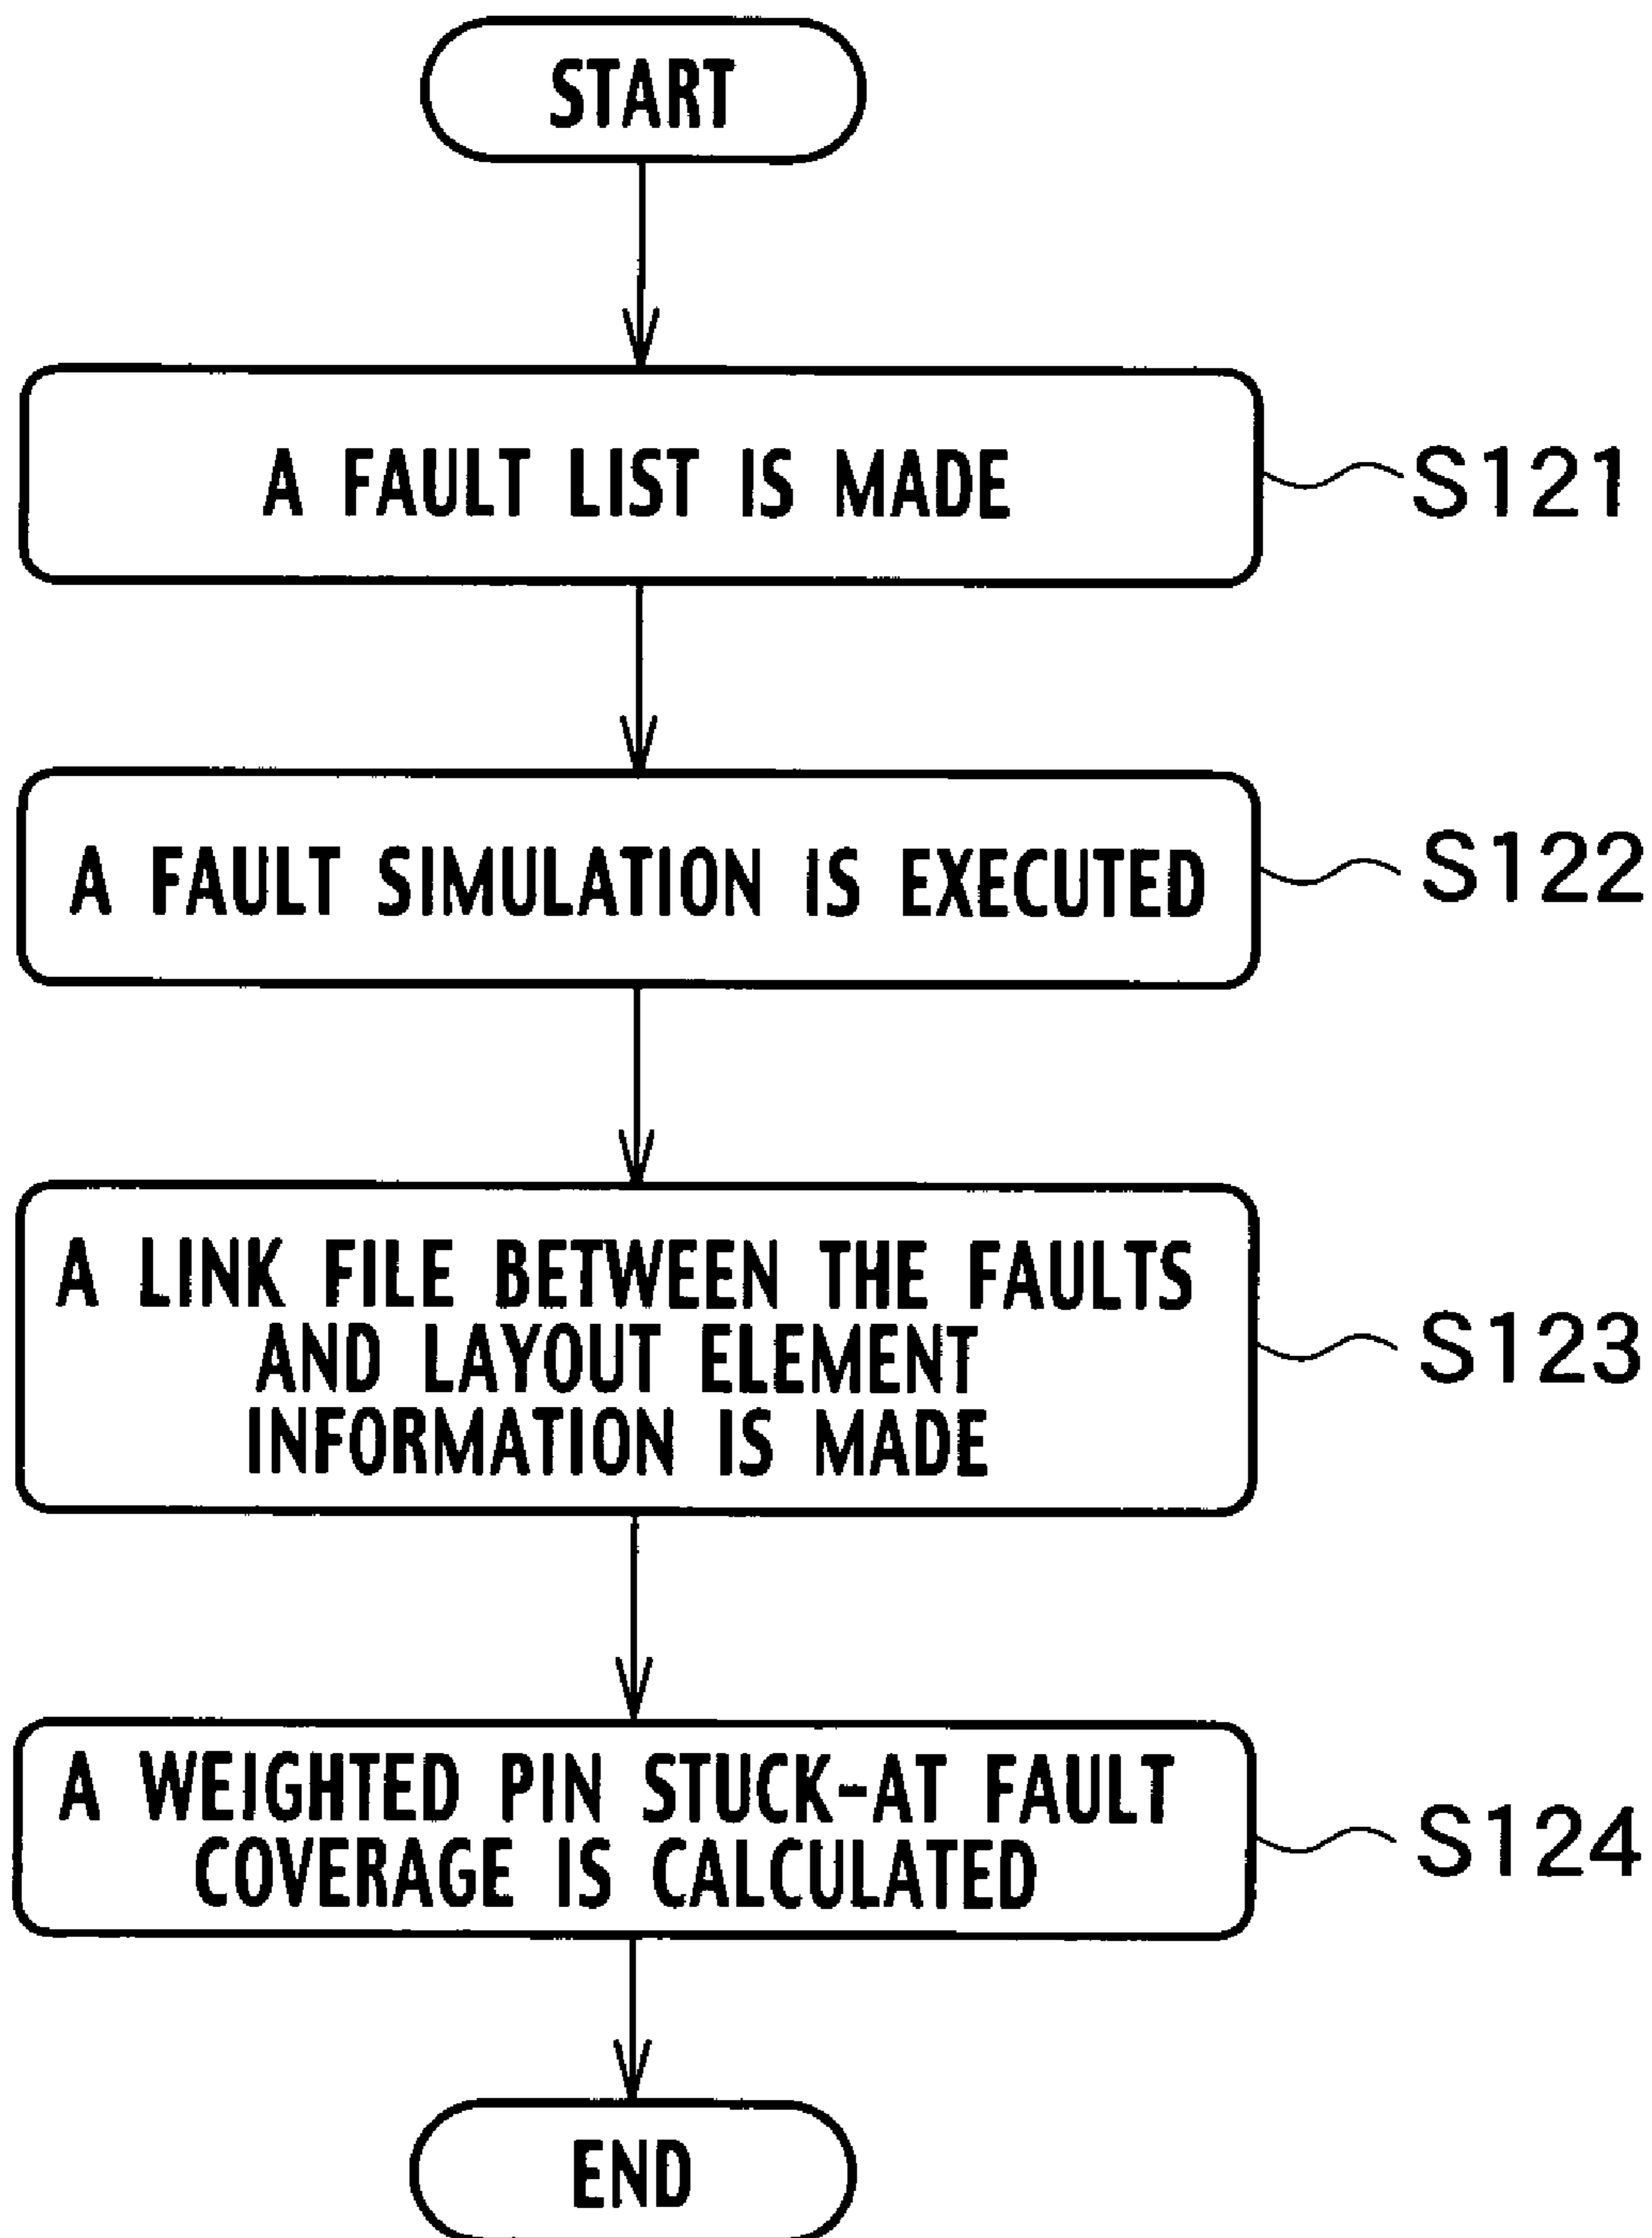 START
A FAULT LIST IS MADE
S121
A FAULT SIMULATION IS EXECUTED
S122
A LINK FILE BETWEEN THE FAULTS
AND LAYOUT ELEMENT
INFORMATION IS MADE
S123
A WEIGHTED PIN STUCK-AT FAULT
COVERAGE IS CALCULATED
S124
END